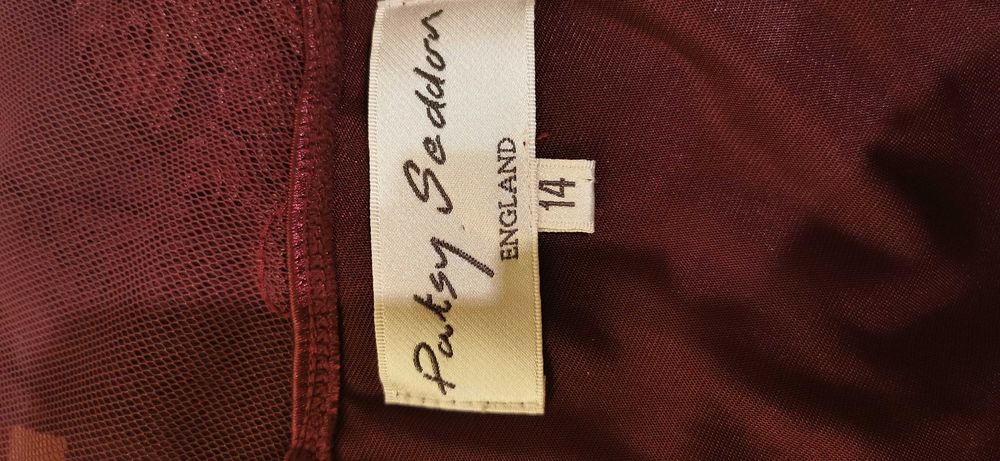 Patsy Seddon
ENGLAND
14